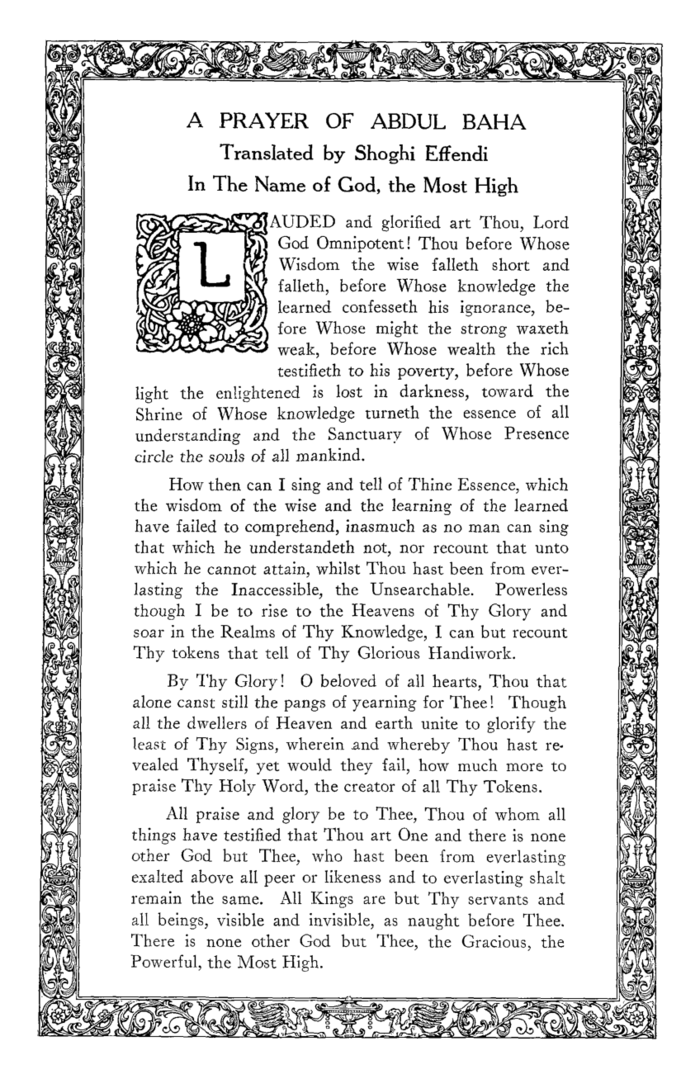 A PRAYER OF ABDUL BAHA
Translated by Shoghi Effendi
In The Name of God, the Most High
LAUDED and glorified art Thou, Lord
God Omnipotent! Thou before Whose
Wisdom the wise falleth short and
falleth, before Whose knowledge the
learned confesseth his ignorance, be-
fore Whose might the strong waxeth
weak, before Whose wealth the rich
testifieth to his poverty, before Whose
light the enlightened is lost in darkness, toward the
Shrine of Whose knowledge turneth the essence of all
understanding and the Sanctuary of Whose Presence
circle the souls of all mankind.
How then can I sing and tell of Thine Essence, which
the wisdom of the wise and the learning of the learned
have failed to comprehend, inasmuch as no man can sing
that which he understandeth not, nor recount that unto
which he cannot attain, whilst Thou hast been from ever-
lasting the Inaccessible, the Unsearchable. Powerless
though I be to rise to the Heavens of Thy Glory and
soar in the Realms of Thy Knowledge, I can but recount
Thy tokens that tell of Thy Glorious Handiwork.
By Thy Glory! O beloved of all hearts, Thou that
alone canst still the pangs of yearning for Thee! Though
all the dwellers of Heaven and earth unite to glorify the
least of Thy Signs, wherein and whereby Thou hast re-
vealed Thyself, yet would they fail, how much more to
praise Thy Holy Word, the creator of all Thy Tokens.
All praise and glory be to Thee, Thou of whom all
things have testified that Thou art One and there is none
other God but Thee, who hast been from everlasting
exalted above all peer or likeness and to everlasting shalt
remain the same. All Kings are but Thy servants and
all beings, visible and invisible, as naught before Thee.
There is none other God but Thee, the Gracious, the
Powerful, the Most High.